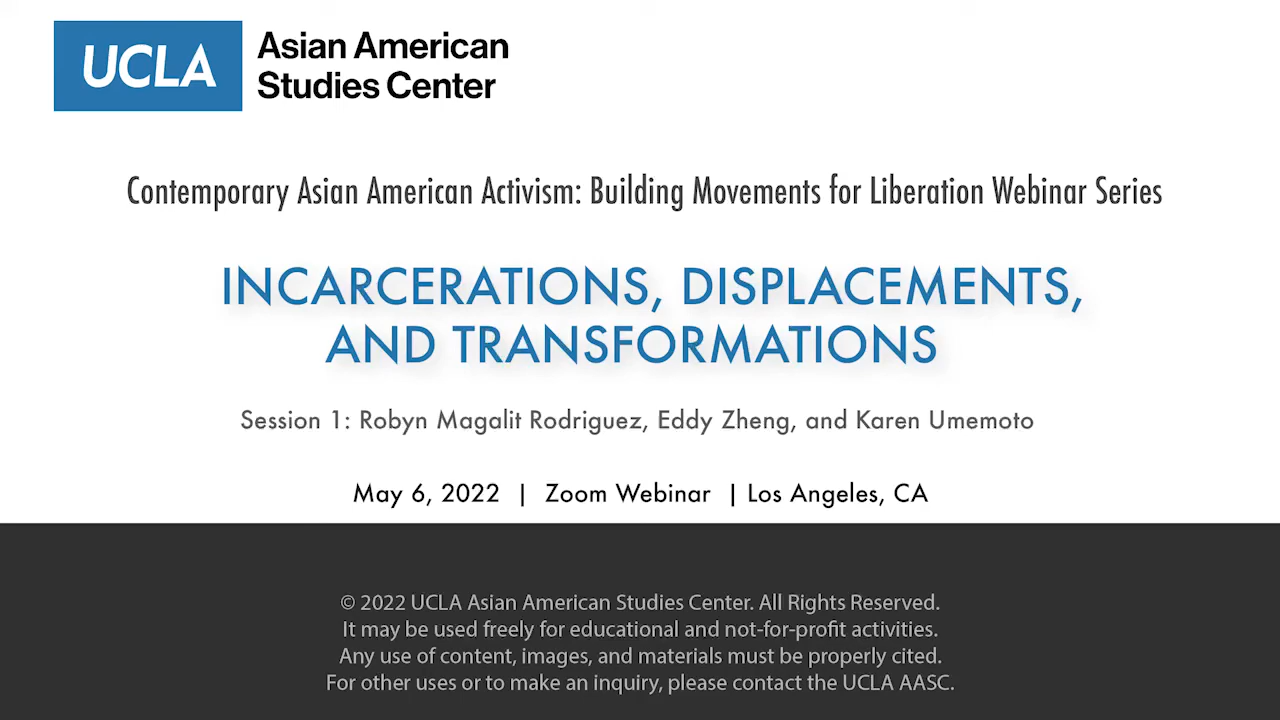 UCLA
Asian American
Studies Center
Contemporary Asian American Activism: Building Movements for Liberation Webinar Series
INCARCERATIONS, DISPLACEMENTS,
AND TRANSFORMATIONS
Session 1: Robyn Magalit Rodriguez, Eddy Zheng, and Karen Umemoto
May 6, 2022 | Zoom Webinar | Los Angeles, CA
© 2022 UCLA Asian American Studies Center. All Rights Reserved.
It may be used freely for educational and not-for-profit activities.
Any use of content, images, and materials must be properly cited.
For other uses or to make an inquiry, please contact the UCLA AASC.